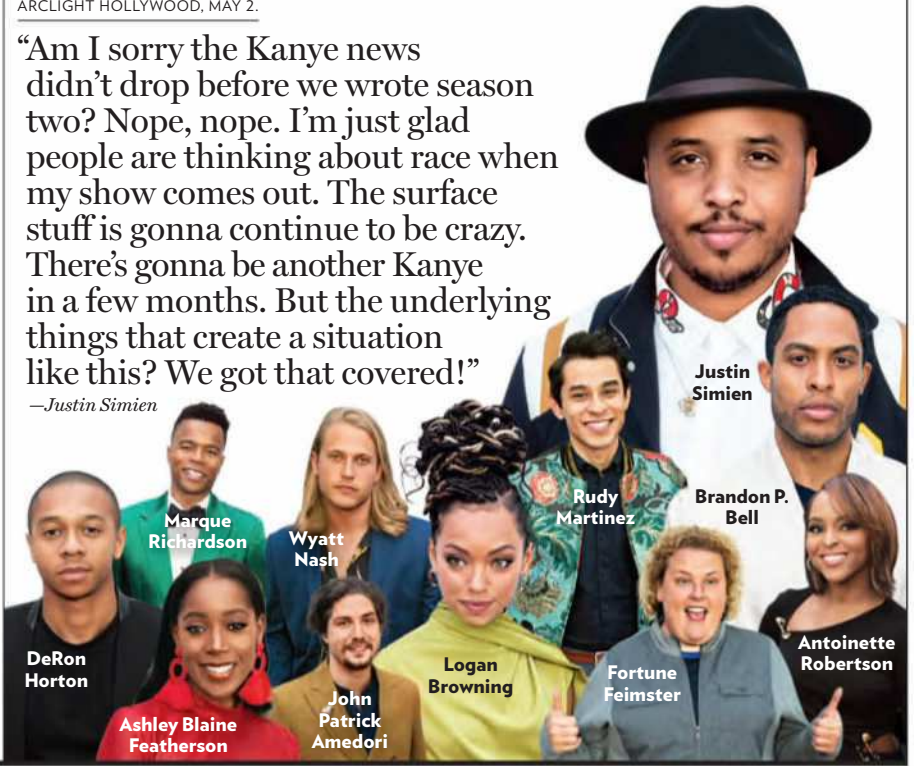 ARCLIGHT HOLLYWOOD, MAY 2.
“Am I sorry the Kanye news
didn’t drop before we wrote season
two? Nope, nope. I’m just glad
people are thinking about race when
my show comes out. The surface
stuff is gonna continue to be crazy.
There’s gonna be another Kanye
in a few months. But the underlying
things that create a situation
like this? We got that covered!”
—Justin Simien
Justin
Simien
Marque
Richardson
Wyatt
Nash
Rudy
Martinez
Brandon P.
Bell
DeRon
Horton
Ashley Blaine
Featherson
John
Patrick
Amedori
Logan
Browning
Fortune
Feimster
Antoinette
Robertson